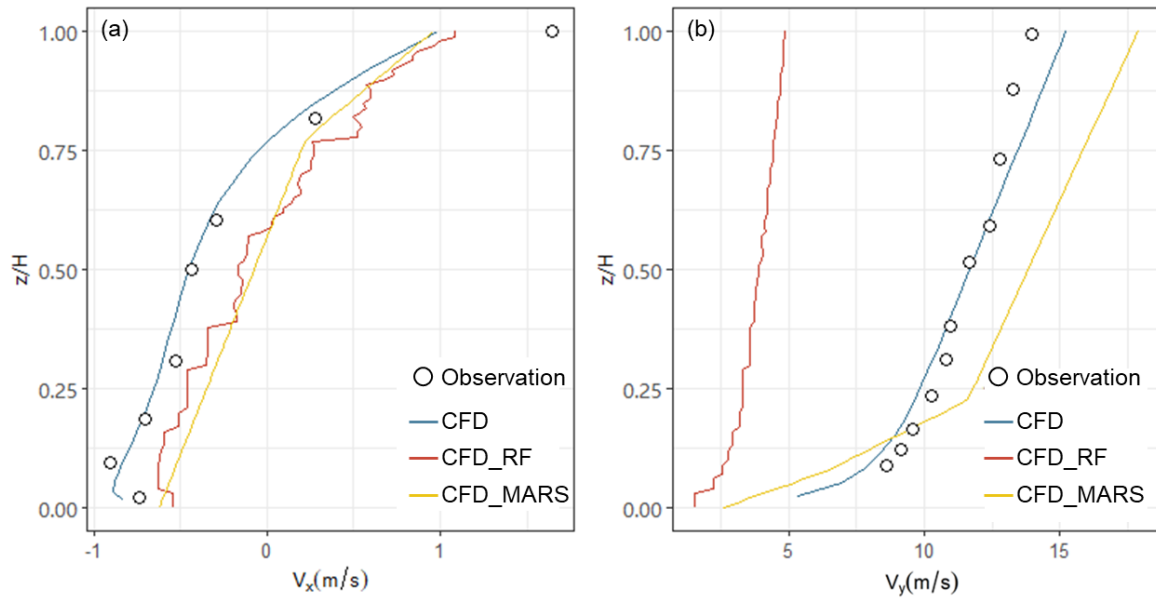 (a)
1.00
0.75
0.50
0.25
0.00
z/H
-1 0 1
Vₓ(m/s)
Observation
CFD
CFD_RF
CFD_MARS
(b)
1.00
0.75
0.50
0.25
0.00
z/H
5 10 15
Vᵧ(m/s)
Observation
CFD
CFD_RF
CFD_MARS